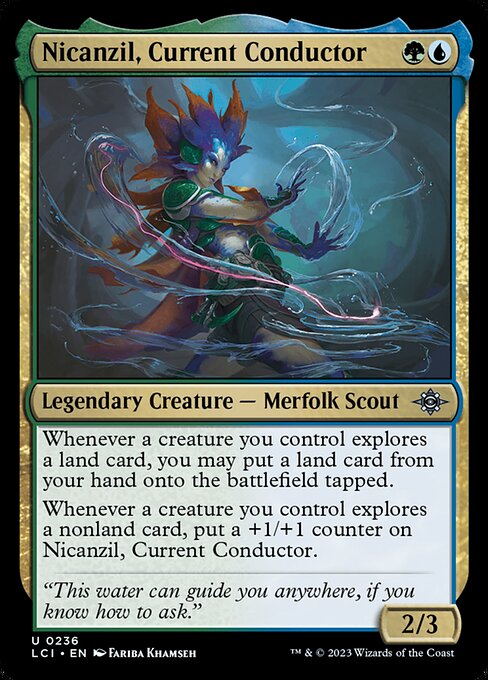 Nicanzil, Current Conductor
Legendary Creature — Merfolk Scout
Whenever a creature you control explores
a land card, you may put a land card from
your hand onto the battlefield tapped.
Whenever a creature you control explores
a nonland card, put a +1/+1 counter on
Nicanzil, Current Conductor.
“This water can guide you anywhere, if you
know how to ask.”
2/3
U 0236
LCI • EN Fariba Khamseh
™ & © 2023 Wizards of the Coast